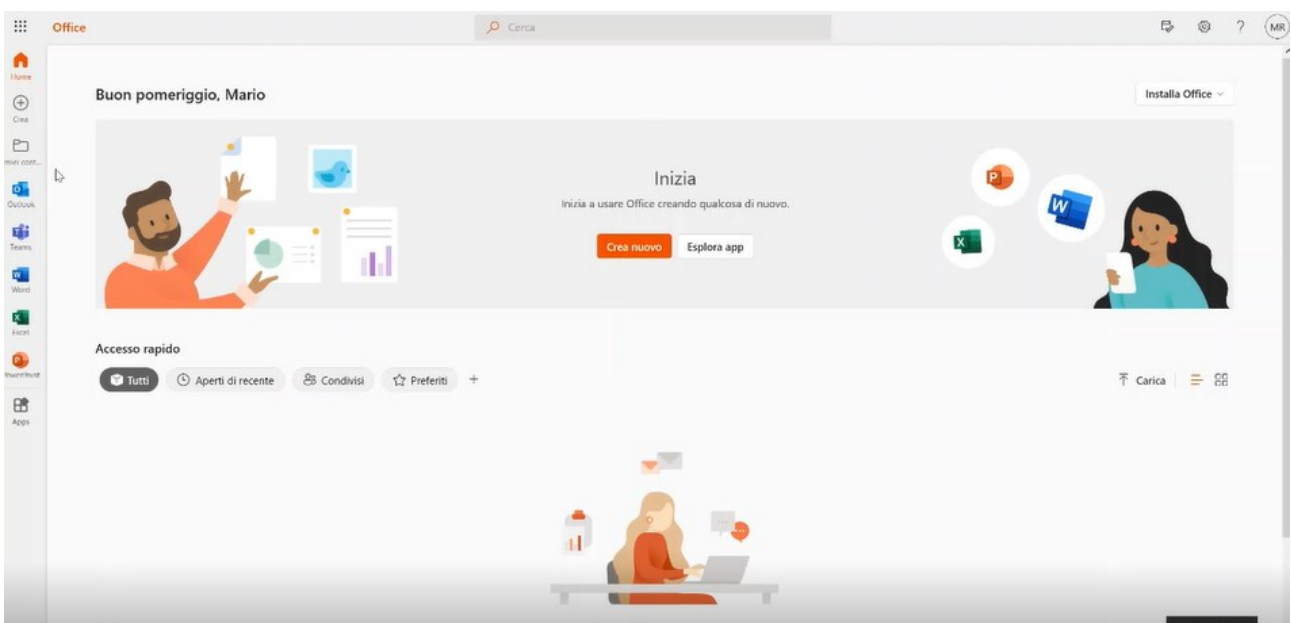 Office
Cerca
MR
Home
Crea
Outlook
Teams
Word
Excel
PowerPoint
Apps
Buon pomeriggio, Mario
Installa Office
Inizia
Inizia a usare Office creando qualcosa di nuovo.
Crea nuovo
Esplora app
Accesso rapido
Tutti
Aperti di recente
Condivisi
Preferiti
Carica